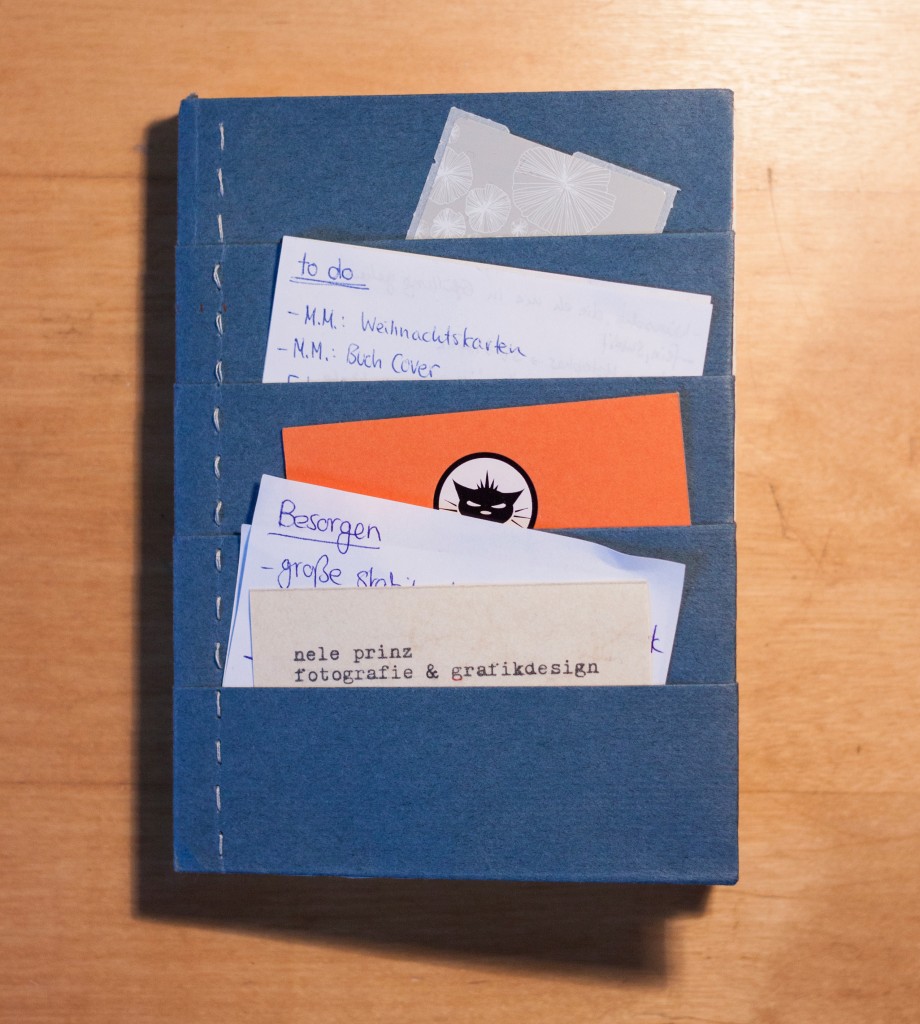 to do
- M.M.: Weihnachtskarten
- M.M.: Buch Cover
Besorgen
- große
nele prinz
fotografie & grafikdesign